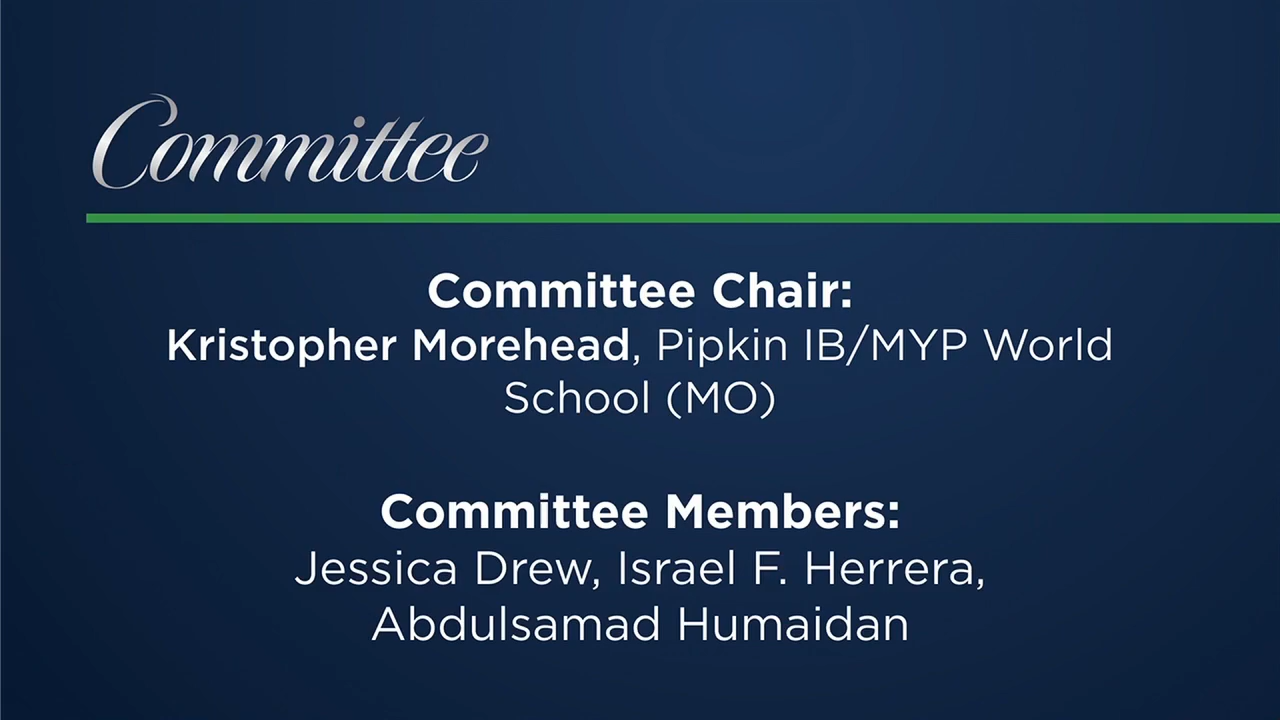 Committee
Committee Chair:
Kristopher Morehead, Pipkin IB/MYP World
School (MO)
Committee Members:
Jessica Drew, Israel F. Herrera,
Abdulsamad Humaidan